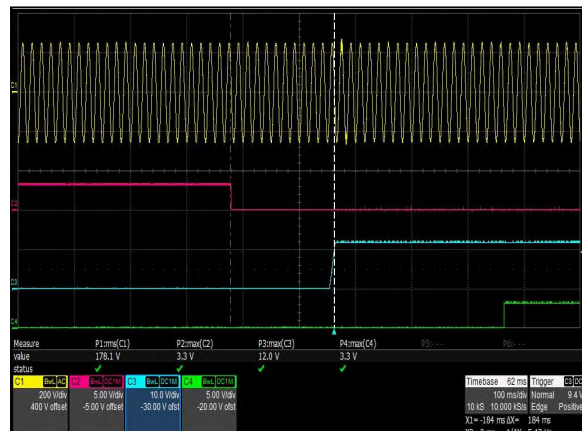 Measure P1:rms(C1) P2:max(C2) P3:max(C3) P4:max(C4) P5:--- P6:---
value 178.1 V 3.3 V 12.0 V 3.3 V
status
C1 BwL AC C2 BwL DC1M C3 BwL DC1M C4 BwL DC1M Timebase 62 ms Trigger C3 DC
200 V/div 5.00 V/div 10.0 V/div 5.00 V/div 100 ms/div Normal 9.4 V
400 V offset -5.00 V ofst -30.00 V ofst -20.00 V ofst 10 kS 10.000 kS/s Edge Positive
X1= -184 ms ΔX= 184 ms